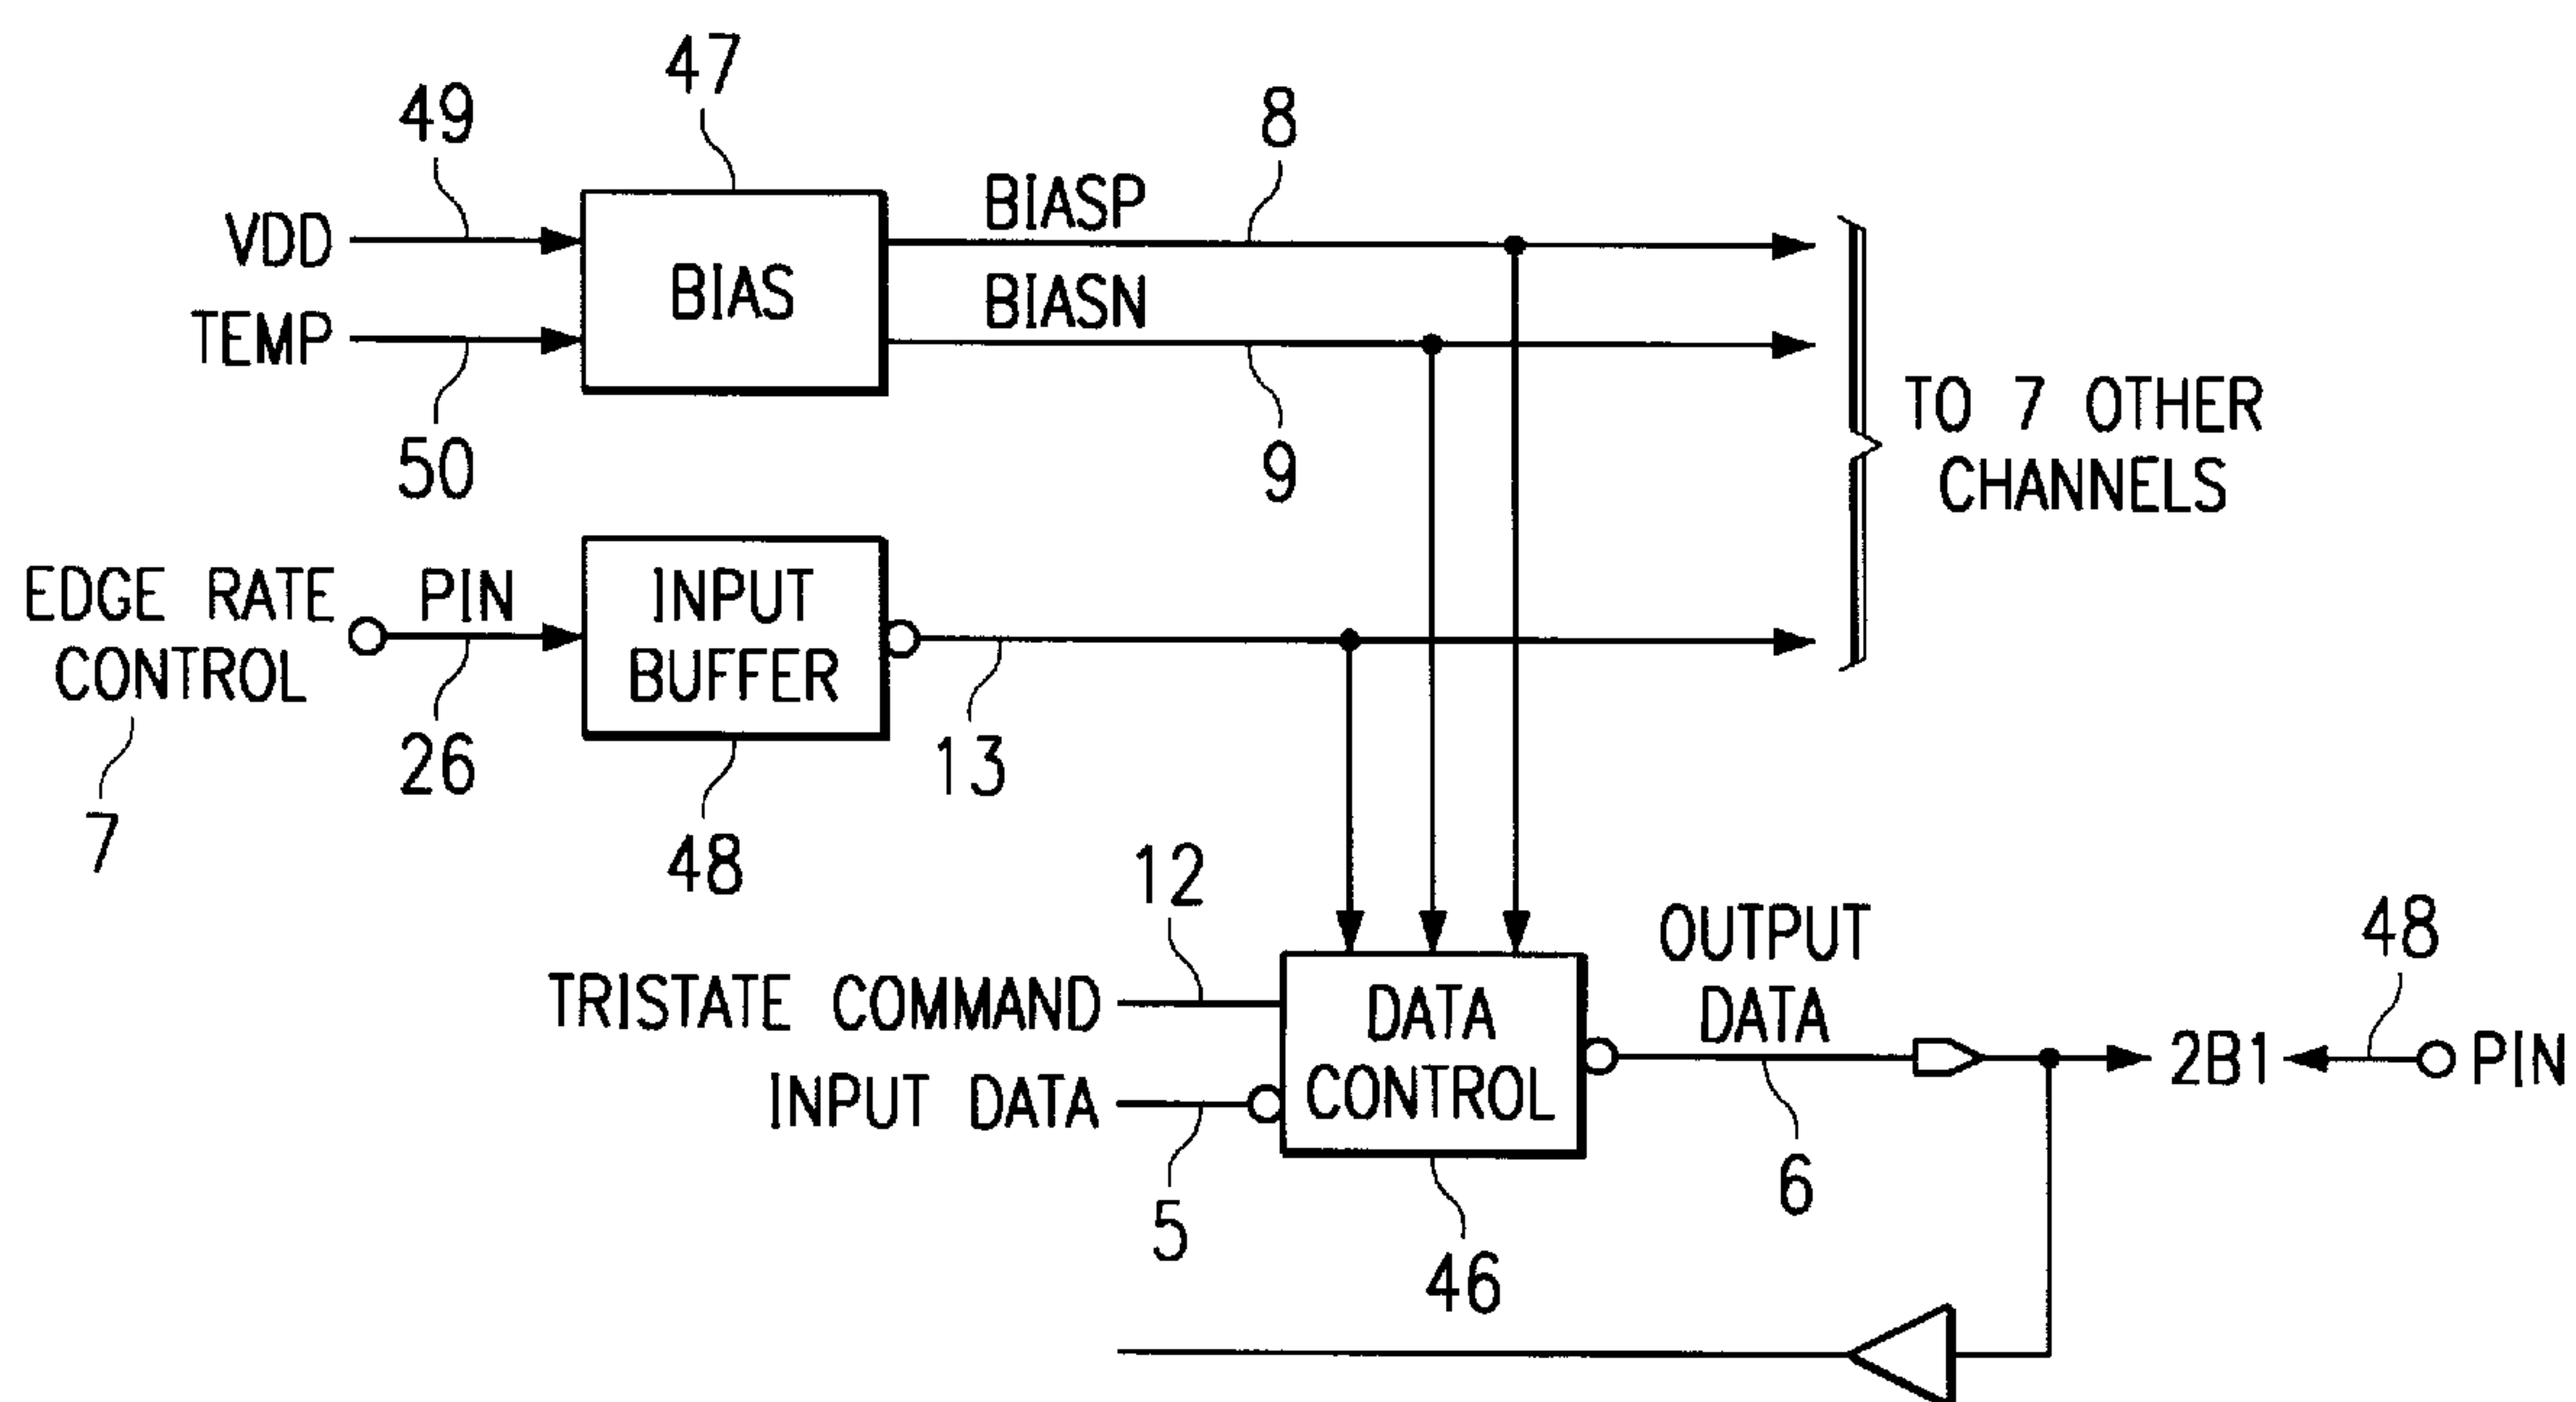 47
49
8
VDD
BIASP
BIAS
TEMP
BIASN
50
9
TO 7 OTHER
CHANNELS
EDGE RATE
CONTROL
PIN
INPUT
BUFFER
26
13
7
48
12
OUTPUT
DATA
48
TRISTATE COMMAND
DATA
CONTROL
2B1
PIN
INPUT DATA
5
6
46